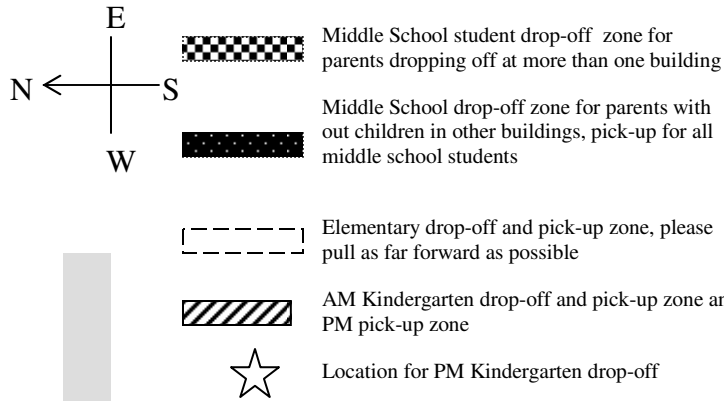 E
N
S
W
Middle School student drop-off zone for
parents dropping off at more than one building
Middle School drop-off zone for parents with
out children in other buildings, pick-up for all
middle school students
Elementary drop-off and pick-up zone, please
pull as far forward as possible
AM Kindergarten drop-off and pick-up zone
PM pick-up zone
Location for PM Kindergarten drop-off